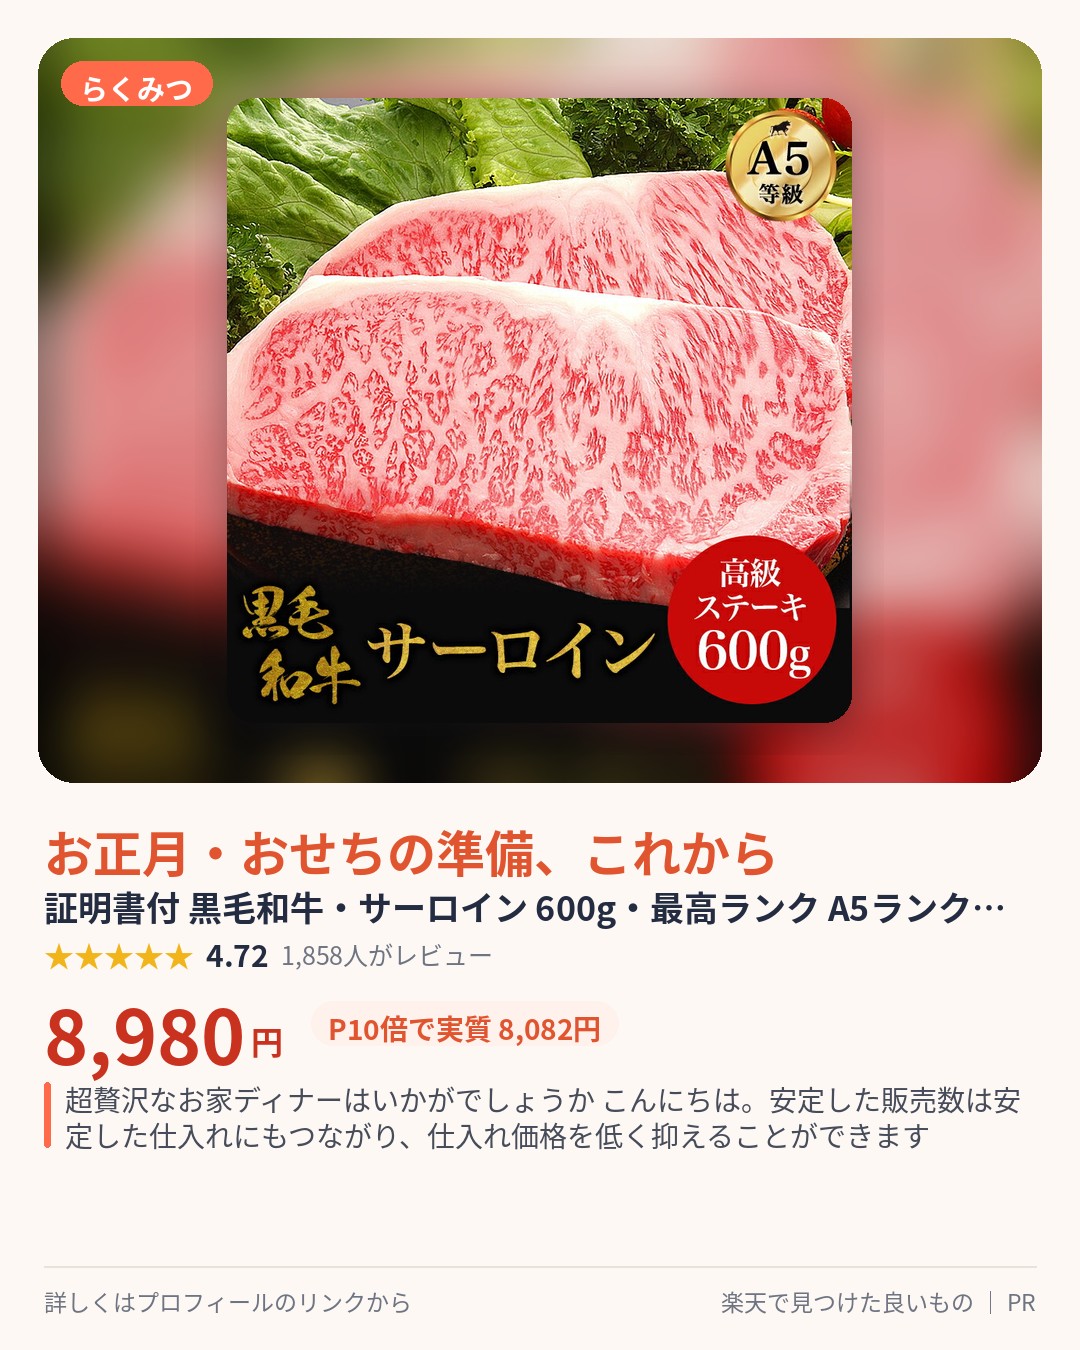 らくみつ
A5
等級
黒毛
和牛
サーロイン
高級
ステーキ
600g
お正月・おせちの準備、これから
証明書付 黒毛和牛・サーロイン 600g・最高ランク A5ランク…
★★★★★ 4.72 1,858人がレビュー
8,980円 P10倍で実質 8,082円
超贅沢なお家ディナーはいかがでしょうか こんにちは。安定した販売数は安
定した仕入れにもつながり、仕入れ価格を低く抑えることができます
詳しくはプロフィールのリンクから
楽天で見つけた良いもの｜PR